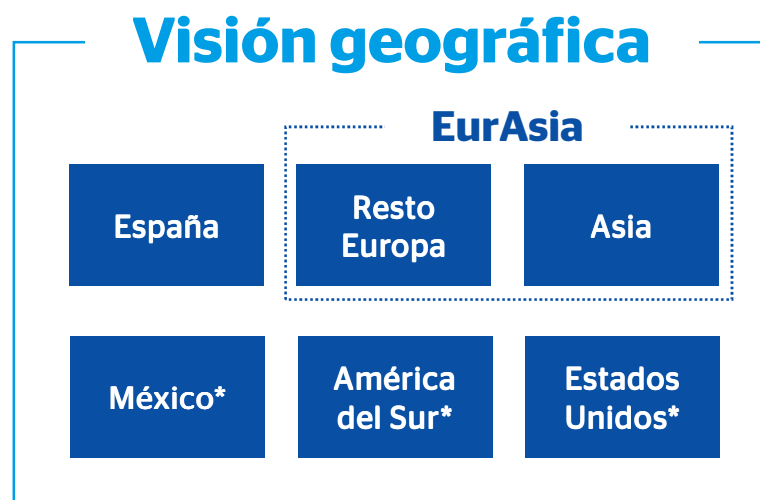 Visión geográfica
EurAsia
España
Resto
Europa
Asia
México*
América
del Sur*
Estados
Unidos*